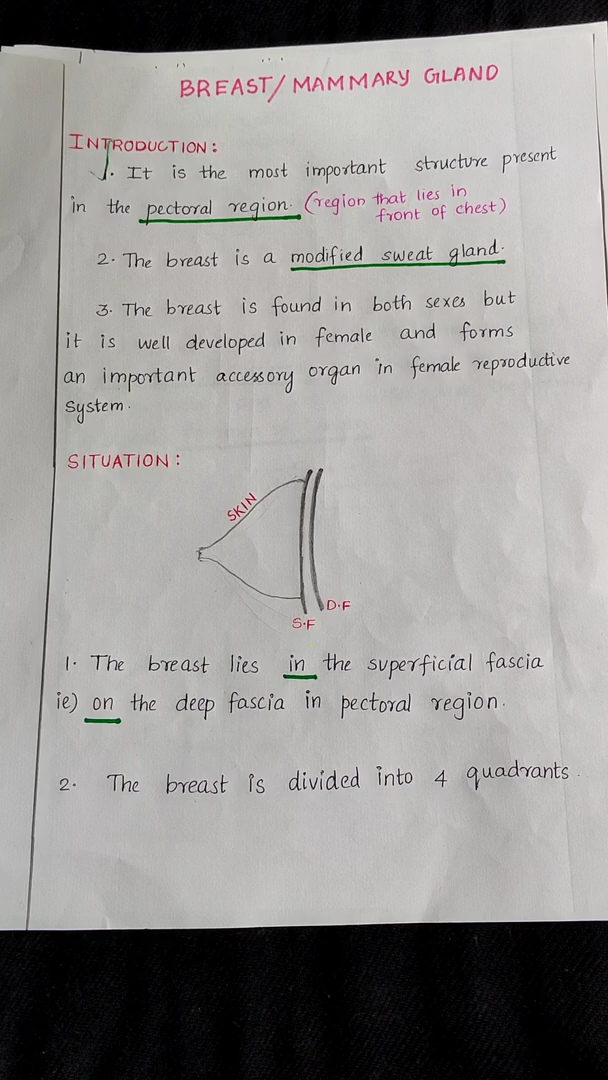 BREAST/MAMMARY GLAND
INTRODUCTION:
1. It is the most important structure present
in the pectoral region. (region that lies in
front of chest)
2. The breast is a modified sweat gland.
3. The breast is found in both sexes but
it is well developed in female and forms
an important accessory organ in female reproductive
system.
SITUATION:
SKIN
D.F
S.F
1. The breast lies in the superficial fascia
ie) on the deep fascia in pectoral region.
2. The breast is divided into 4 quadrants.